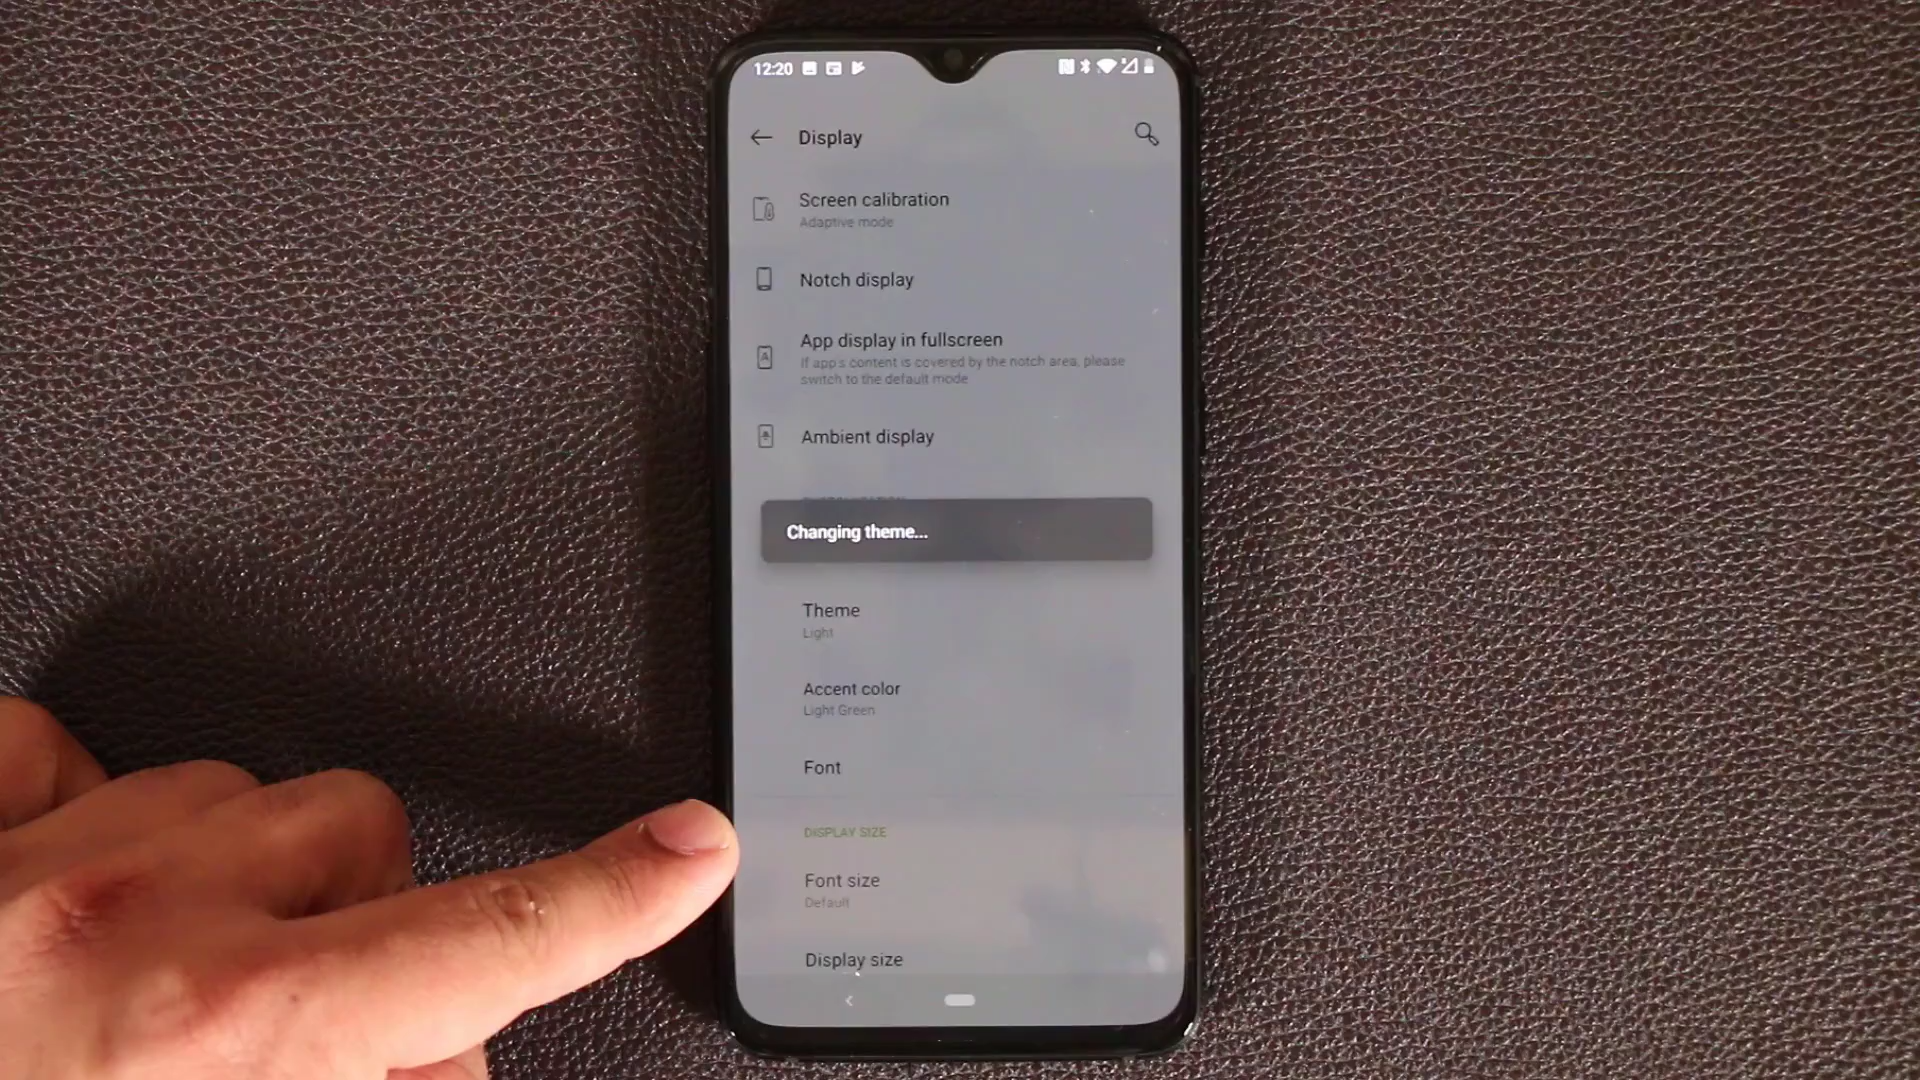 12:20
Display
Screen calibration
Adaptive mode
Notch display
App display in fullscreen
If app's content is covered by the notch area, please
switch to the default mode
Ambient display
Changing theme...
Theme
Light
Accent color
Light Green
Font
DISPLAY SIZE
Font size
Default
Display size